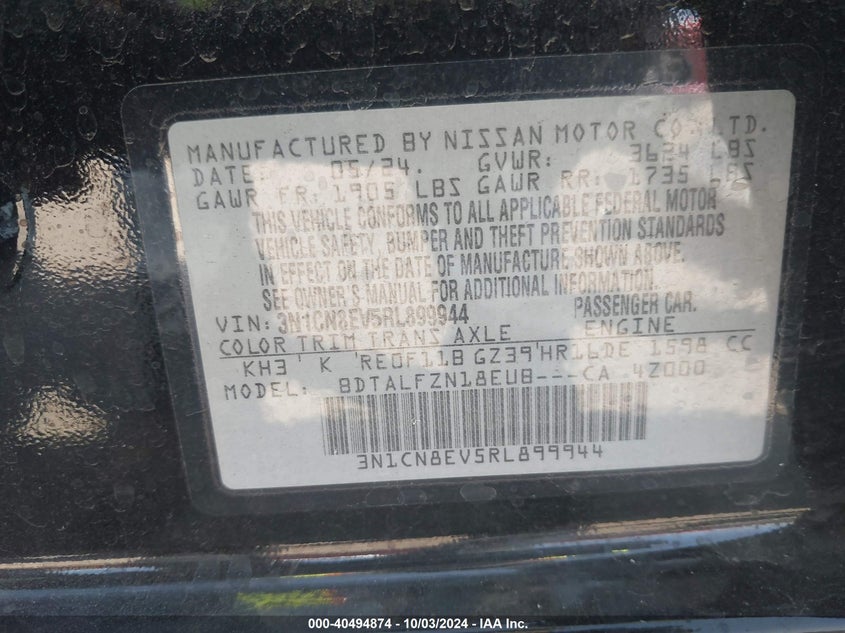 MANUFACTURED BY NISSAN MOTOR CO., LTD.
DATE: 05/24. GVWR: 3624 LBS
GAWR FR: 1905 LBS GAWR RR: 1735 LBS
THIS VEHICLE CONFORMS TO ALL APPLICABLE FEDERAL MOTOR
VEHICLE SAFETY, BUMPER AND THEFT PREVENTION STANDARDS
IN EFFECT ON THE DATE OF MANUFACTURE SHOWN ABOVE.
SEE OWNER'S MANUAL FOR ADDITIONAL INFORMATION.
VIN: 3N1CN8EV5RL899944 PASSENGER CAR.
COLOR TRIM TRANS AXLE ENGINE
KH3 K RE0F11B GZ39 HR16DE 1598 CC
MODEL: BDTALFZN18EUB---CA 4Z000
3N1CN8EV5RL899944
000-40494874 | 10/03/2024 - IAA Inc.